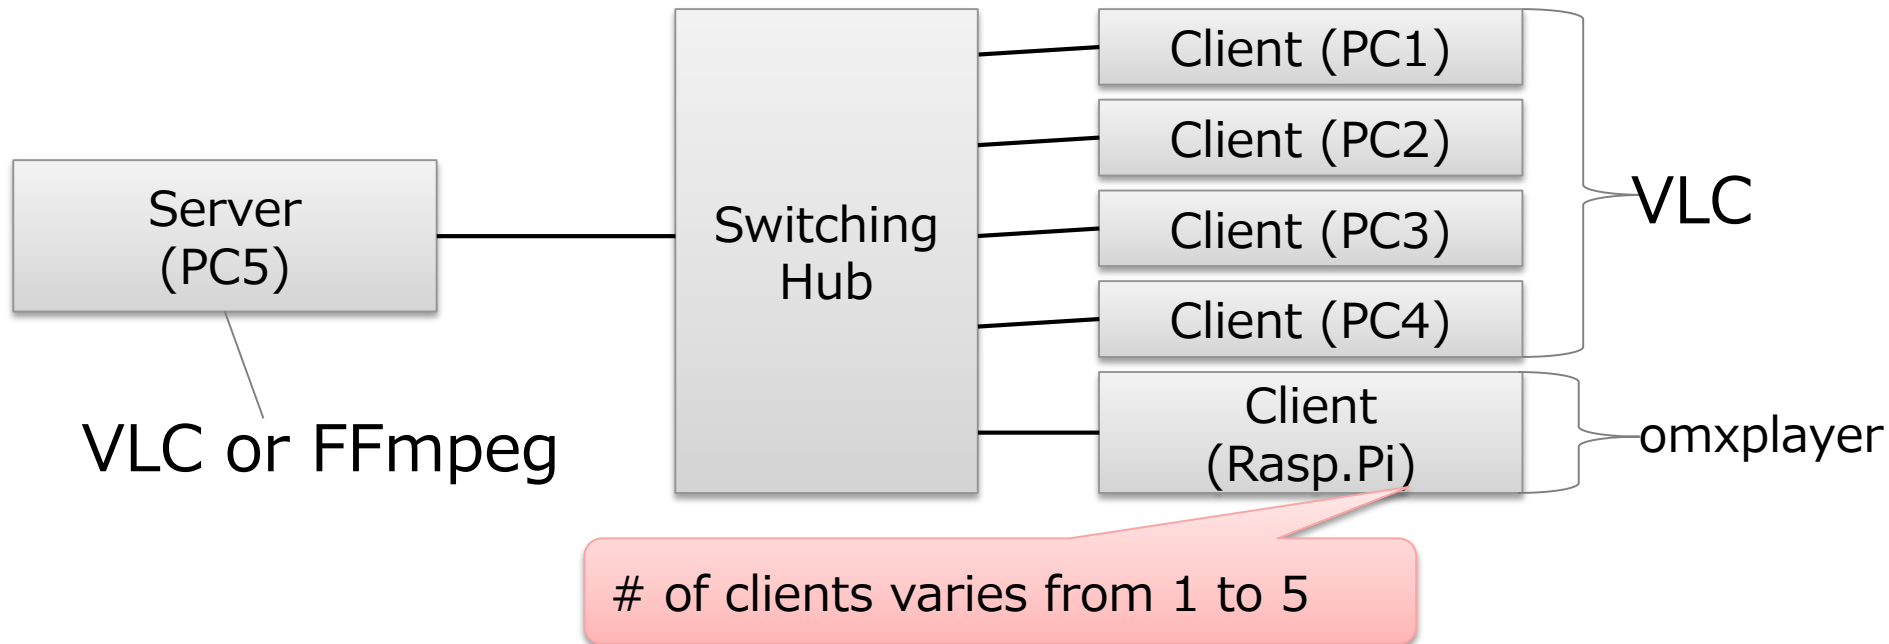 Server
(PC5)
VLC or FFmpeg
Switching
Hub
Client (PC1)
Client (PC2)
Client (PC3)
Client (PC4)
Client
(Rasp.Pi)
VLC
omxplayer
# of clients varies from 1 to 5